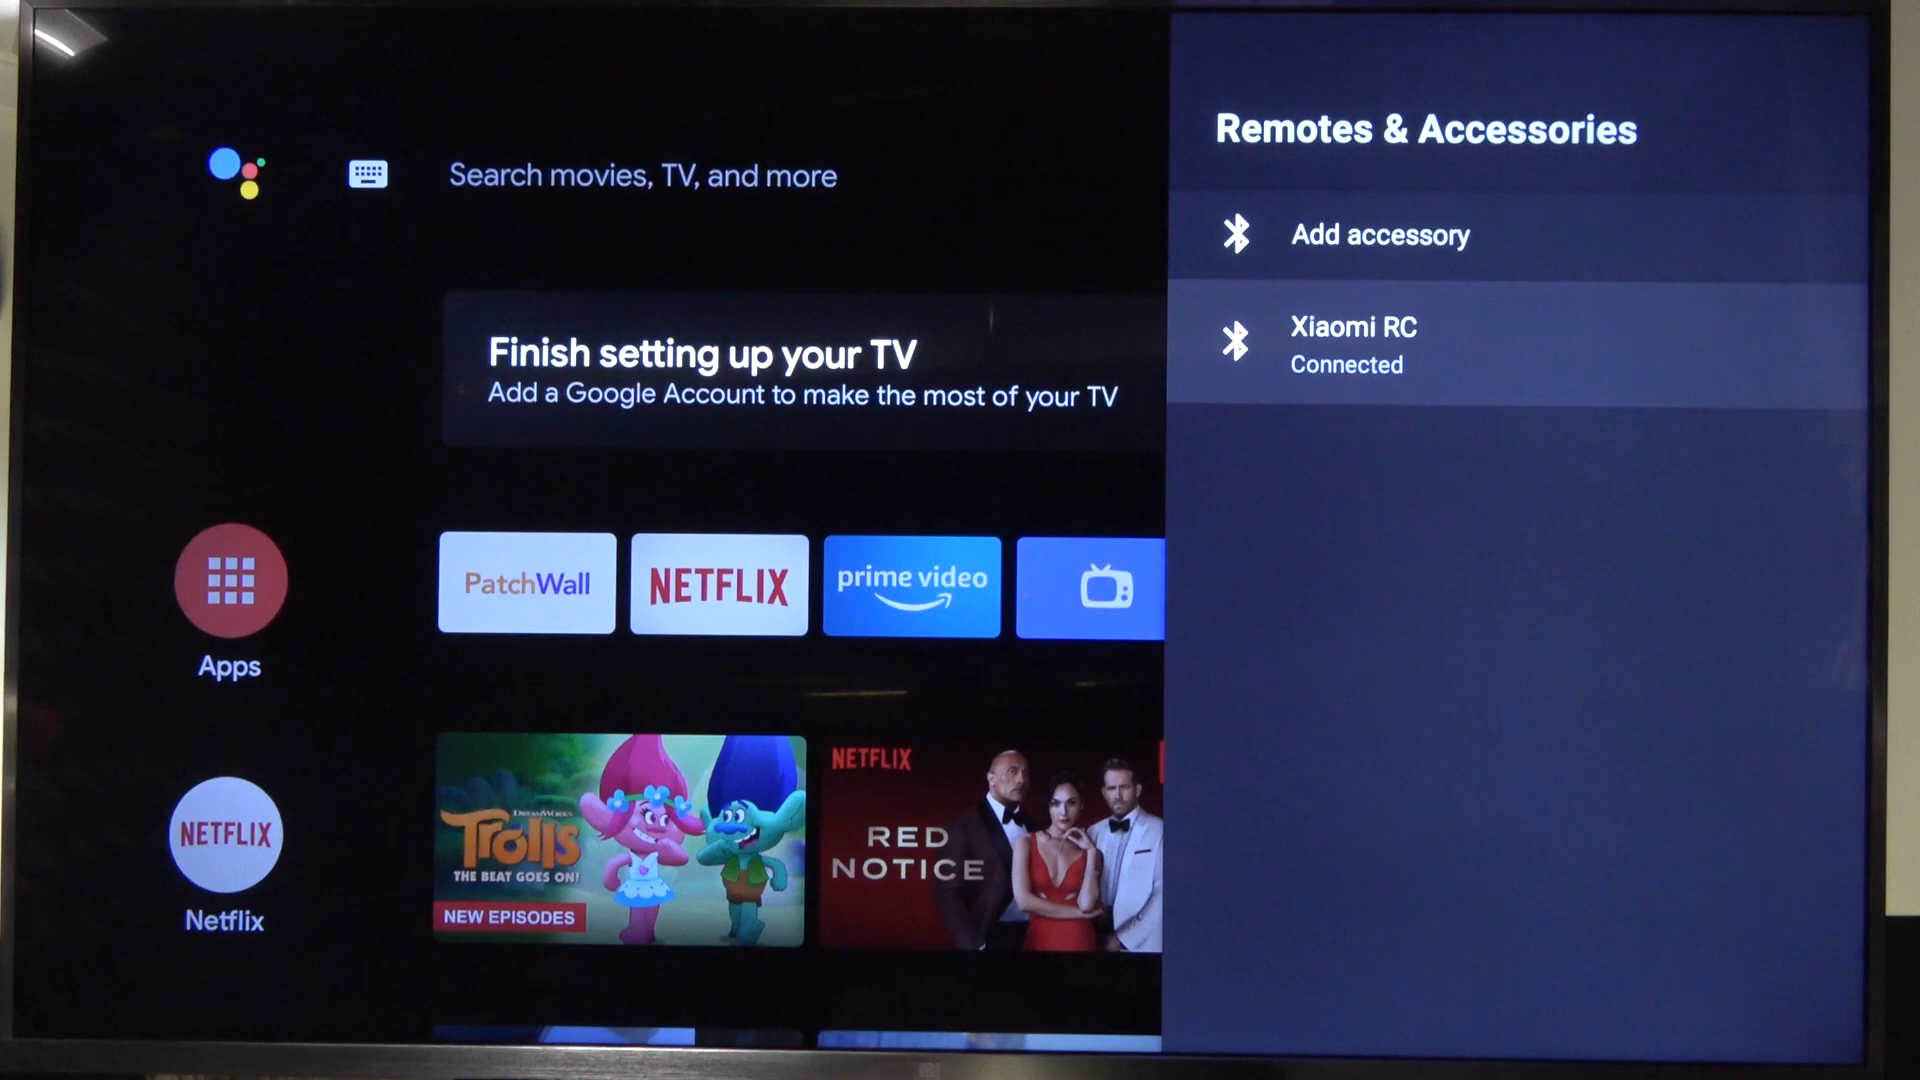 Search movies, TV, and more
Finish setting up your TV
Add a Google Account to make the most of your TV
PatchWall
NETFLIX
prime video
Apps
DREAMWORKS
TROLLS
THE BEAT GOES ON!
NEW EPISODES
NETFLIX
RED
NOTICE
NETFLIX
Netflix
Remotes & Accessories
Add accessory
Xiaomi RC
Connected